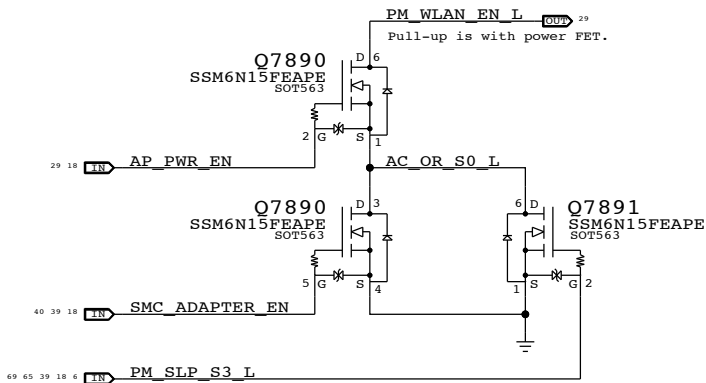 PM_WLAN_EN_L OUT 29
Pull-up is with power FET.
Q7890
SSM6N15FEAPE
SOT563
D 6
2 G S 1
29 18 IN AP_PWR_EN
AC_OR_S0_L
Q7890
SSM6N15FEAPE
SOT563
D 3
5 G S 4
6 D
Q7891
SSM6N15FEAPE
SOT563
1 S G 2
40 39 18 IN SMC_ADAPTER_EN
69 65 39 18 6 IN PM_SLP_S3_L